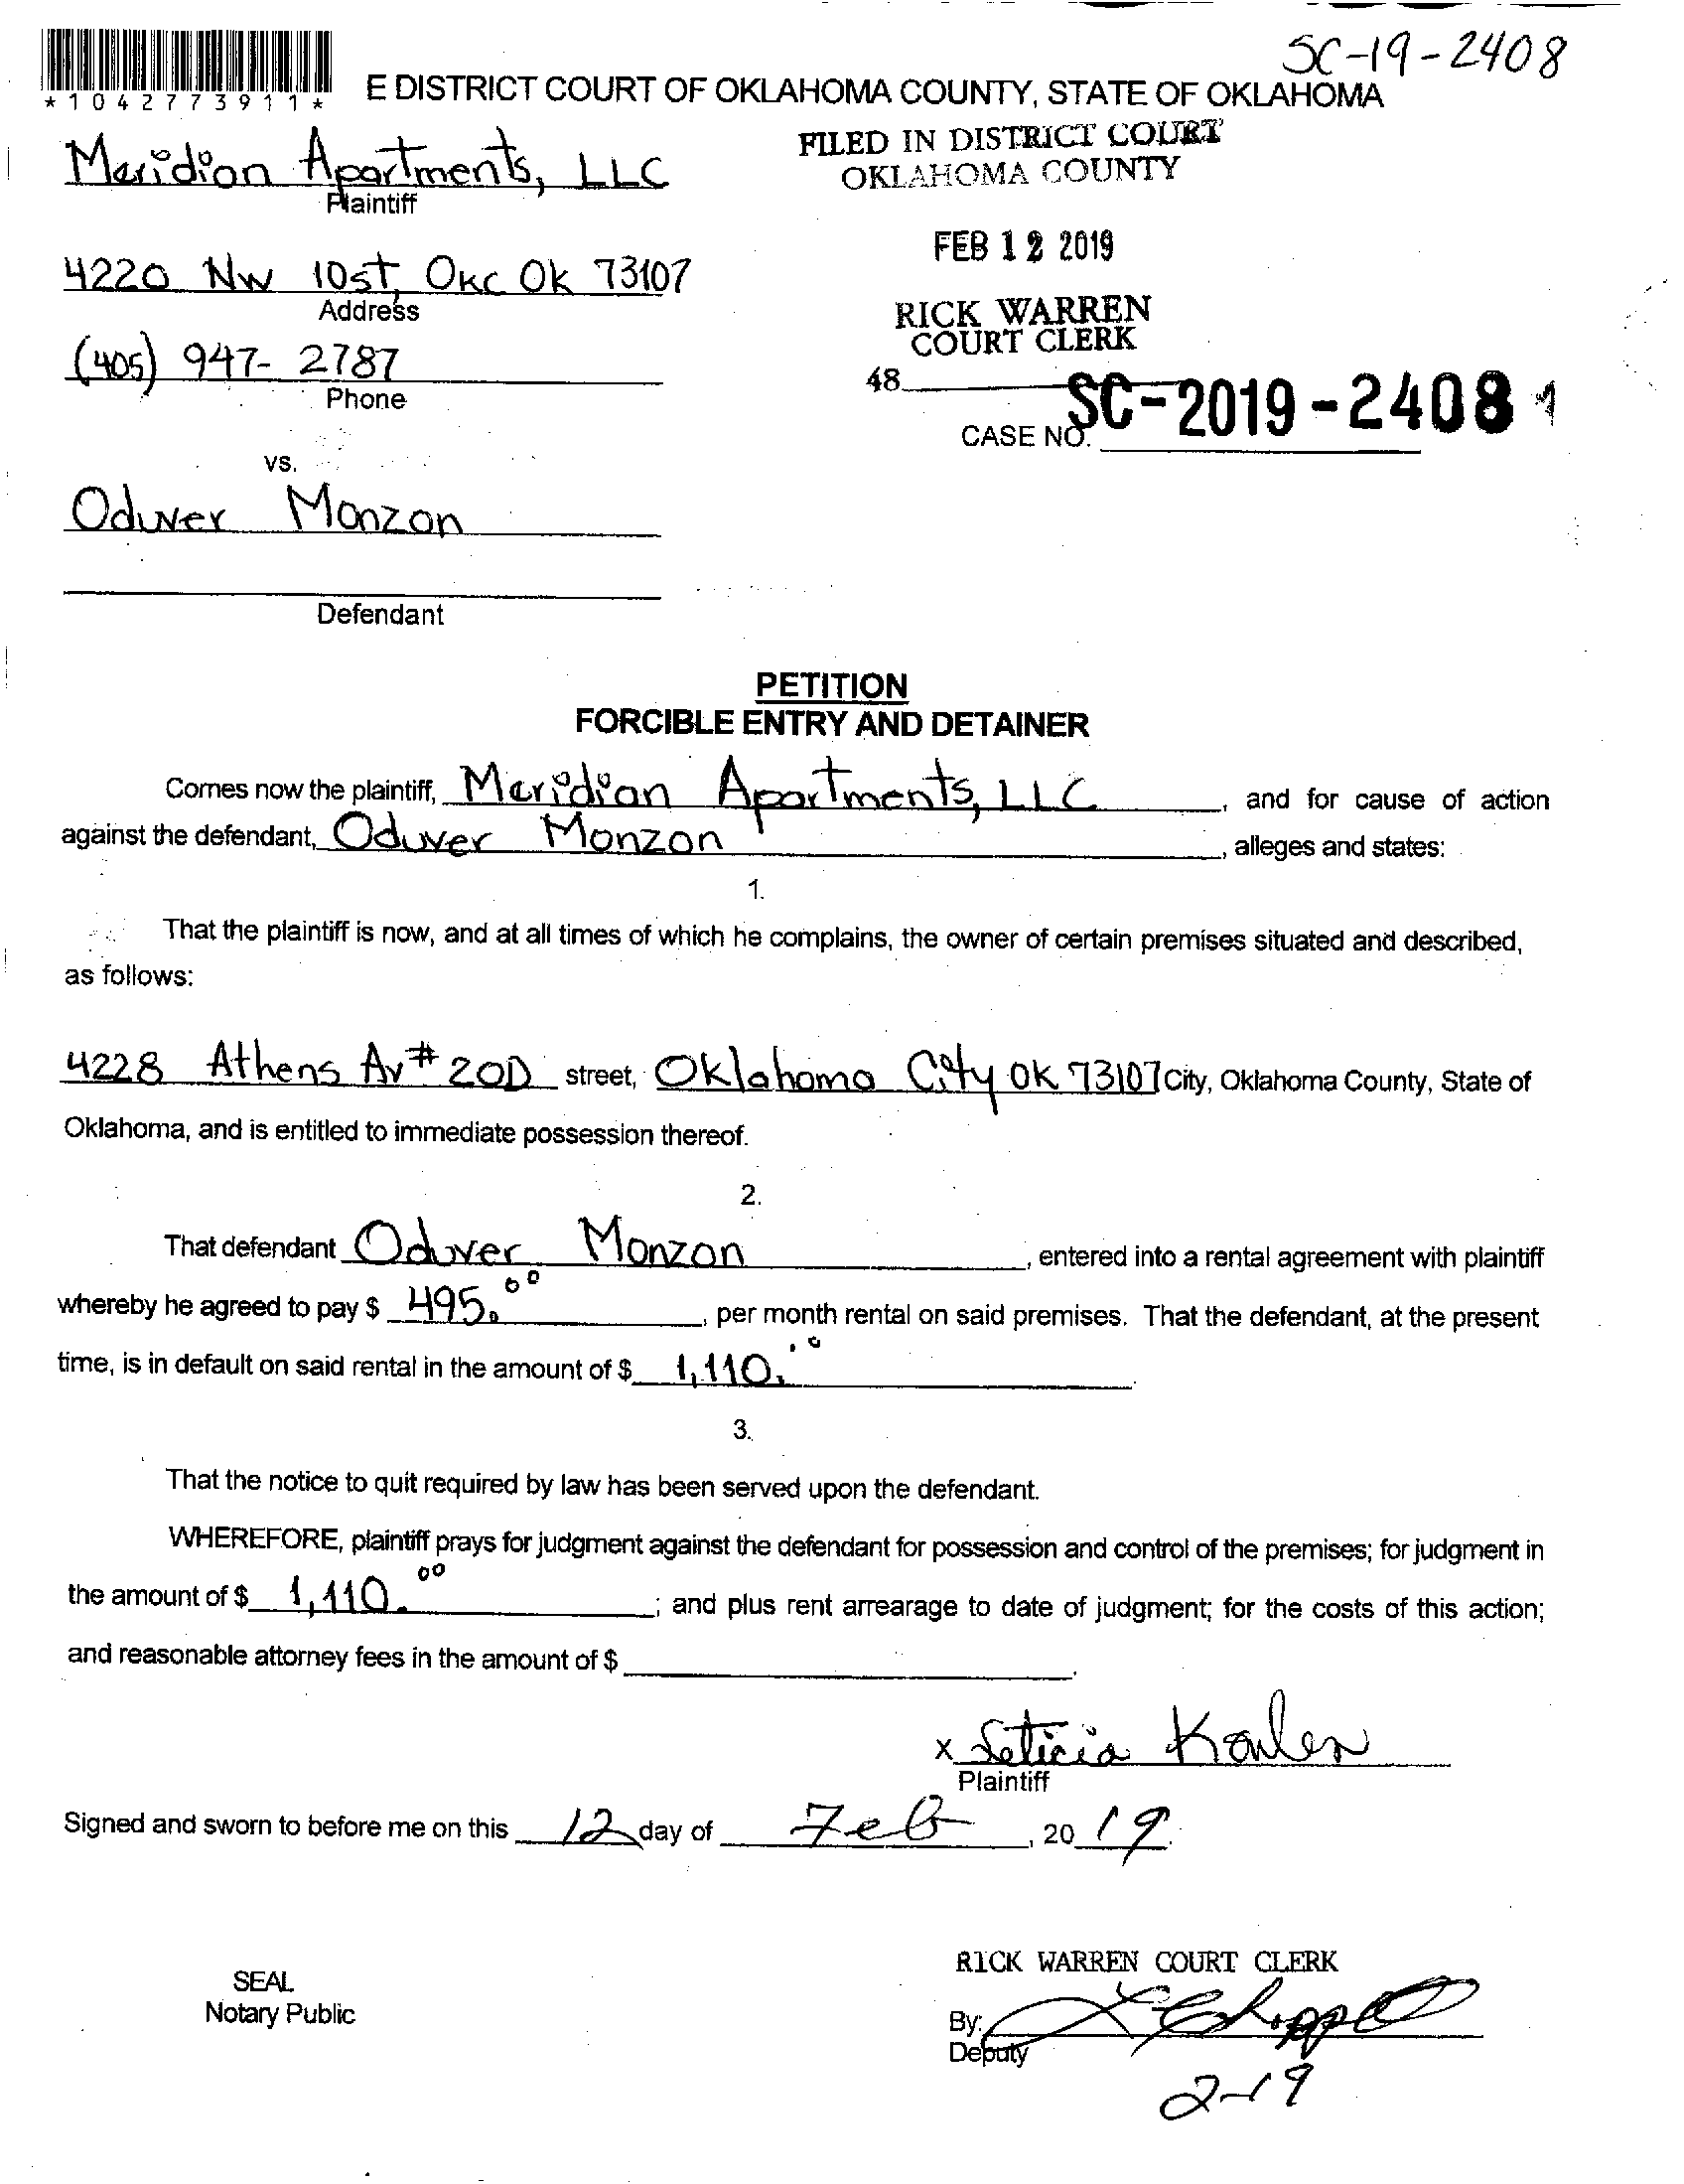 SC-19-2408
*1042773911*
E DISTRICT COURT OF OKLAHOMA COUNTY, STATE OF OKLAHOMA
Meridian Apartments, LLC
Plaintiff
FILED IN DISTRICT COURT
OKLAHOMA COUNTY
FEB 12 2019
4220 NW 10st, OKC OK 73107
Address
RICK WARREN
COURT CLERK
(405) 947-2787
Phone
48
CASE NO. SC-2019-2408
vs.
Oduver Monzon
Defendant
PETITION
FORCIBLE ENTRY AND DETAINER
Comes now the plaintiff, Meridian Apartments, LLC, and for cause of action
against the defendant, Oduver Monzon, alleges and states:
1.
That the plaintiff is now, and at all times of which he complains, the owner of certain premises situated and described,
as follows:
4228 Athens Av # 20D street, Oklahoma City OK 73107 City, Oklahoma County, State of
Oklahoma, and is entitled to immediate possession thereof.
2.
That defendant Oduver Monzon, entered into a rental agreement with plaintiff
whereby he agreed to pay $ 495.00, per month rental on said premises. That the defendant, at the present
time, is in default on said rental in the amount of $ 1,110.00.
3.
That the notice to quit required by law has been served upon the defendant.
WHEREFORE, plaintiff prays for judgment against the defendant for possession and control of the premises; for judgment in
the amount of $ 1,110.00; and plus rent arrearage to date of judgment; for the costs of this action;
and reasonable attorney fees in the amount of $.
x Leticia
Plaintiff
Signed and sworn to before me on this 12 day of Feb, 2019.
SEAL
Notary Public
RICK WARREN COURT CLERK
By:
Deputy
2-19